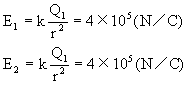 E₁ = k Q₁/r² = 4×10⁵(N／C)
E₂ = k Q₁/r² = 4×10⁵(N／C)